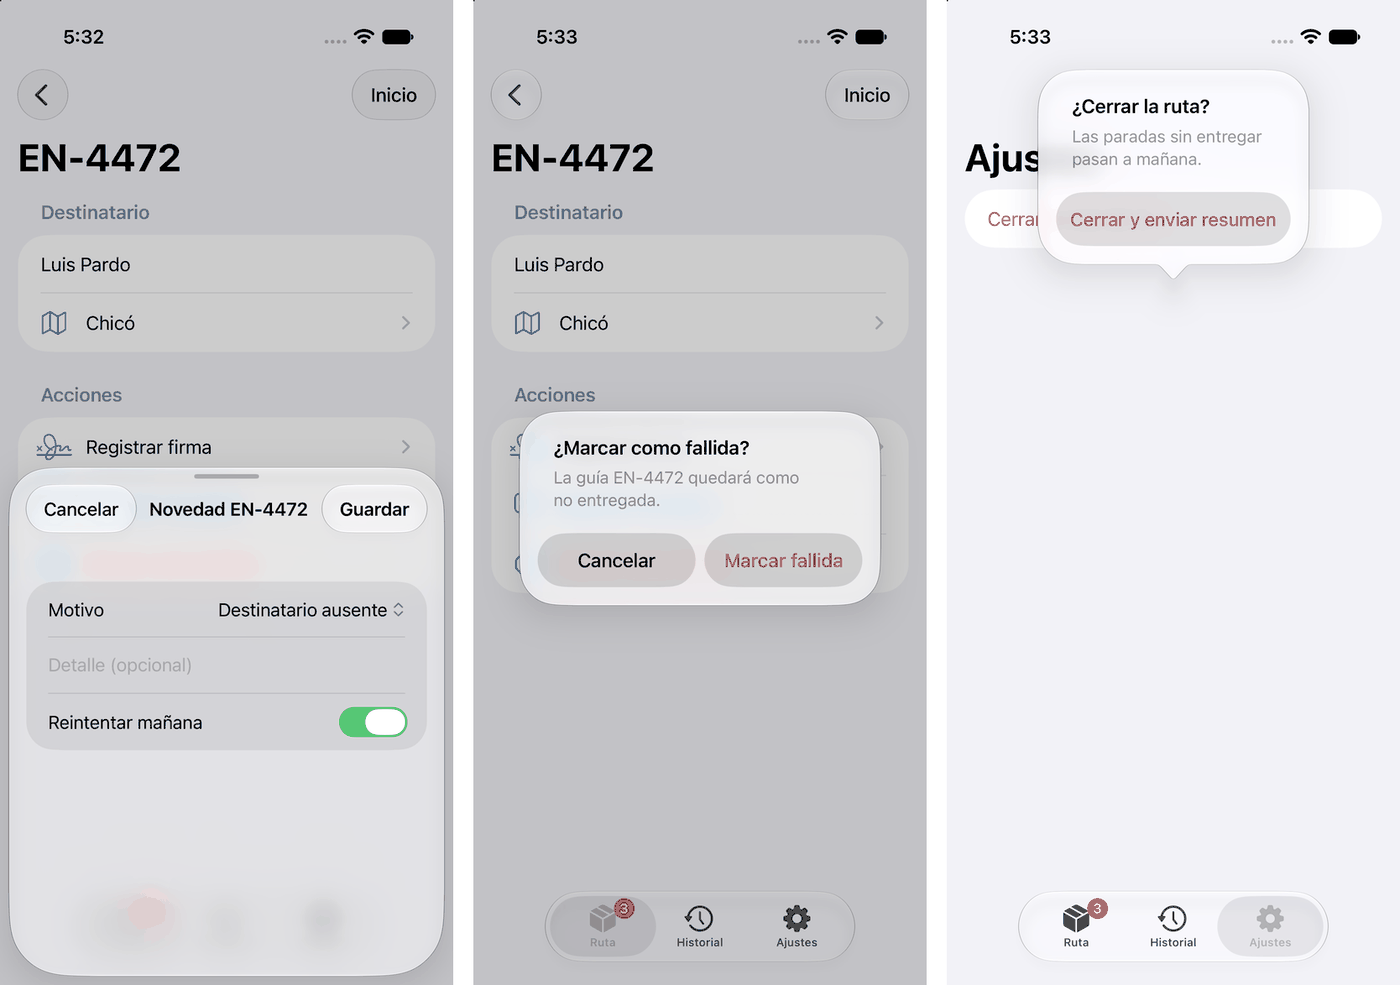 5:32
Inicio
EN-4472
Destinatario
Luis Pardo
Chicó
Acciones
Registrar firma
Cancelar
Novedad EN-4472
Guardar
Motivo
Destinatario ausente
Detalle (opcional)
Reintentar mañana
5:33
Inicio
EN-4472
Destinatario
Luis Pardo
Chicó
Acciones
¿Marcar como fallida?
La guía EN-4472 quedará como
no entregada.
Cancelar
Marcar fallida
3
Ruta
Historial
Ajustes
5:33
¿Cerrar la ruta?
Las paradas sin entregar
pasan a mañana.
Ajus
Cerrar
Cerrar y enviar resumen
3
Ruta
Historial
Ajustes